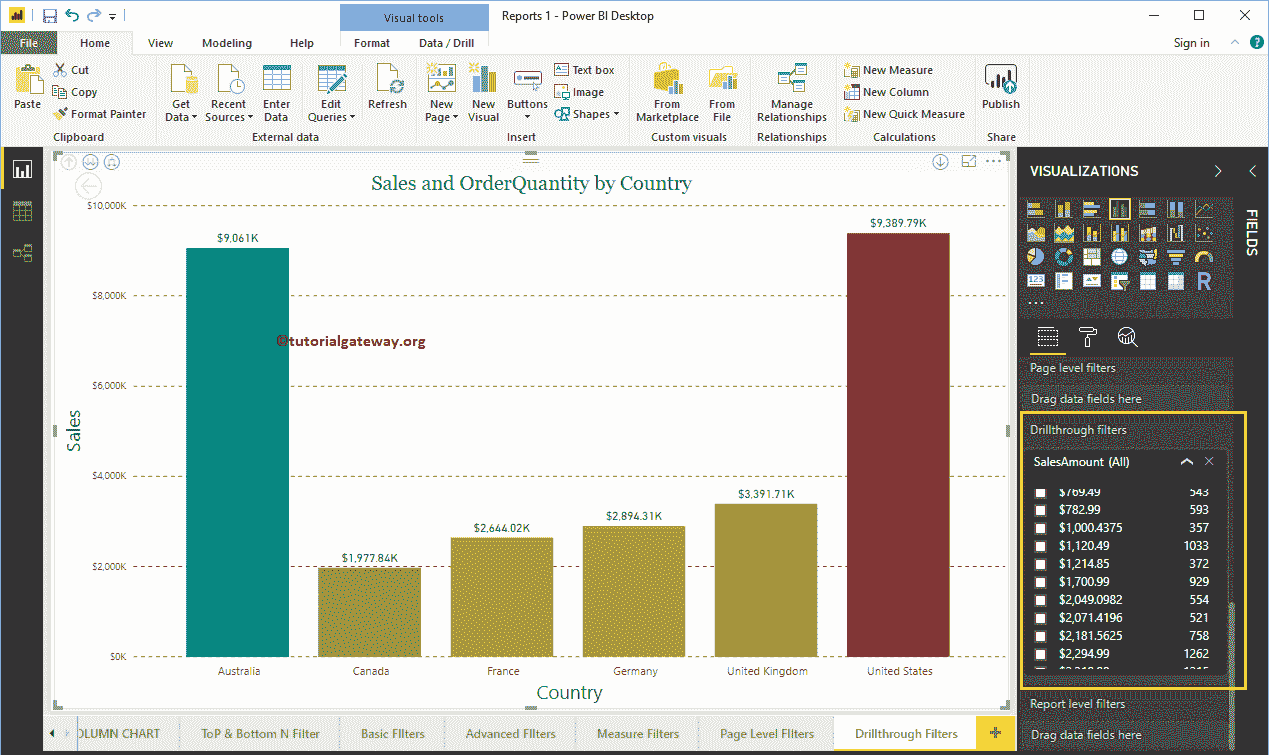 Visual tools
Reports 1 - Power BI Desktop
File Home View Modeling Help Format Data / Drill Sign in
Paste
Cut
Copy
Format Painter
Clipboard
Get Data
Recent Sources
Enter Data
Edit Queries
External data
Refresh
New Page
New Visual
Buttons
Text box
Image
Shapes
Insert
From Marketplace
From File
Custom visuals
Manage Relationships
Relationships
New Measure
New Column
New Quick Measure
Calculations
Publish
Share
Sales and OrderQuantity by Country
$10,000K
$8,000K
$6,000K
$4,000K
$2,000K
$0K
Sales
$9,061K
$1,977.84K
$2,644.02K
$2,894.31K
$3,391.71K
$9,389.79K
©tutorialgateway.org
Australia Canada France Germany United Kingdom United States
Country
VISUALIZATIONS
FIELDS
123
R
Page level filters
Drag data fields here
Drillthrough filters
SalesAmount (All)
$769.49 543
$782.99 593
$1,000.4375 357
$1,120.49 1033
$1,214.85 372
$1,700.99 929
$2,049.0982 554
$2,071.4196 521
$2,181.5625 758
$2,294.99 1262
Report level filters
Drag data fields here
OLUMN CHART ToP & Bottom N Filter Basic FIlters Advanced FIlters Measure Filters Page Level FIlters Drillthrough Filters